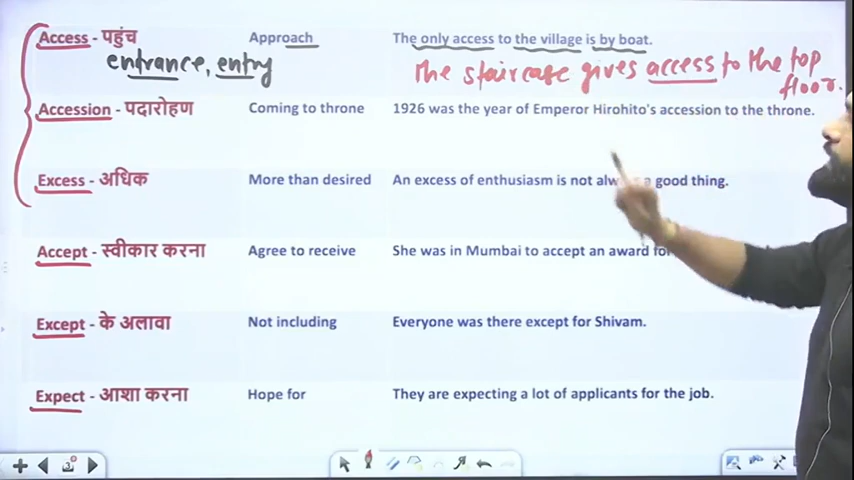 Access - पहुंच Approach The only access to the village is by boat.
entrance, entry The staircase gives access to the top floor.
Accession - पदारोहण Coming to throne 1926 was the year of Emperor Hirohito's accession to the throne.
Excess - अधिक More than desired An excess of enthusiasm is not always a good thing.
Accept - स्वीकार करना Agree to receive She was in Mumbai to accept an award for
Except - के अलावा Not including Everyone was there except for Shivam.
Expect - आशा करना Hope for They are expecting a lot of applicants for the job.